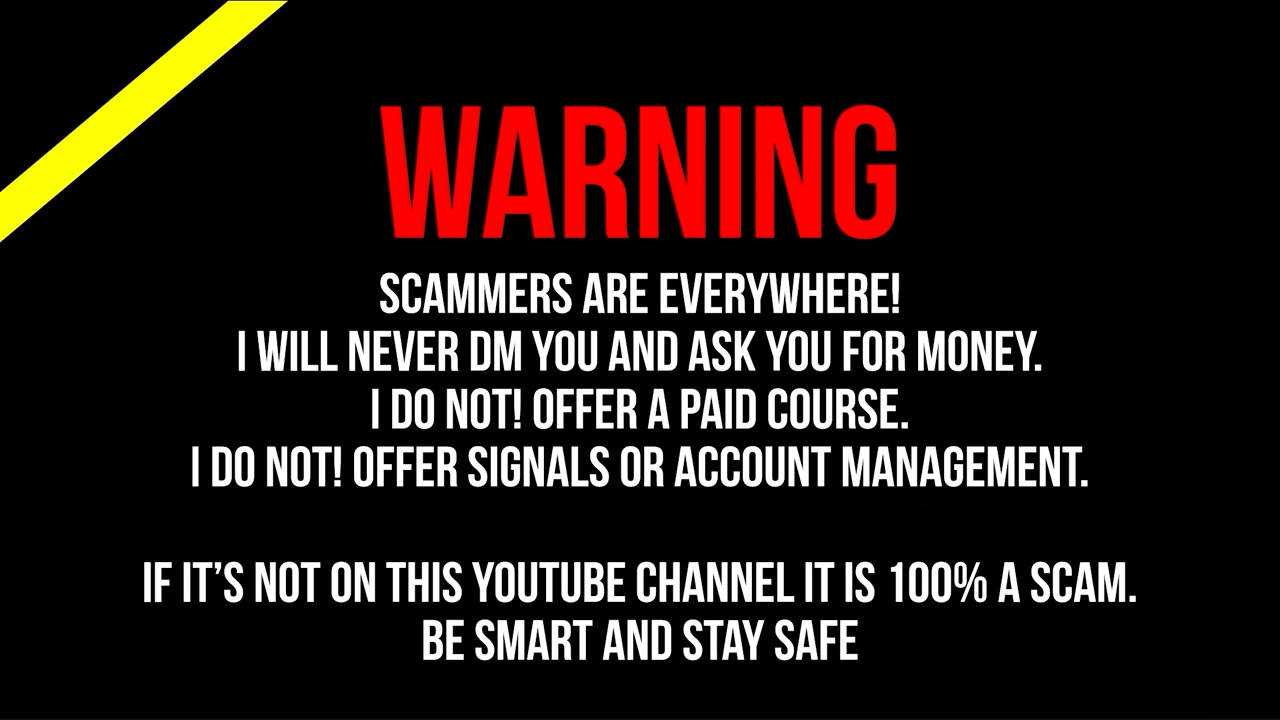 WARNING
SCAMMERS ARE EVERYWHERE!
I WILL NEVER DM YOU AND ASK YOU FOR MONEY.
I DO NOT! OFFER A PAID COURSE.
I DO NOT! OFFER SIGNALS OR ACCOUNT MANAGEMENT.
IF IT’S NOT ON THIS YOUTUBE CHANNEL IT IS 100% A SCAM.
BE SMART AND STAY SAFE